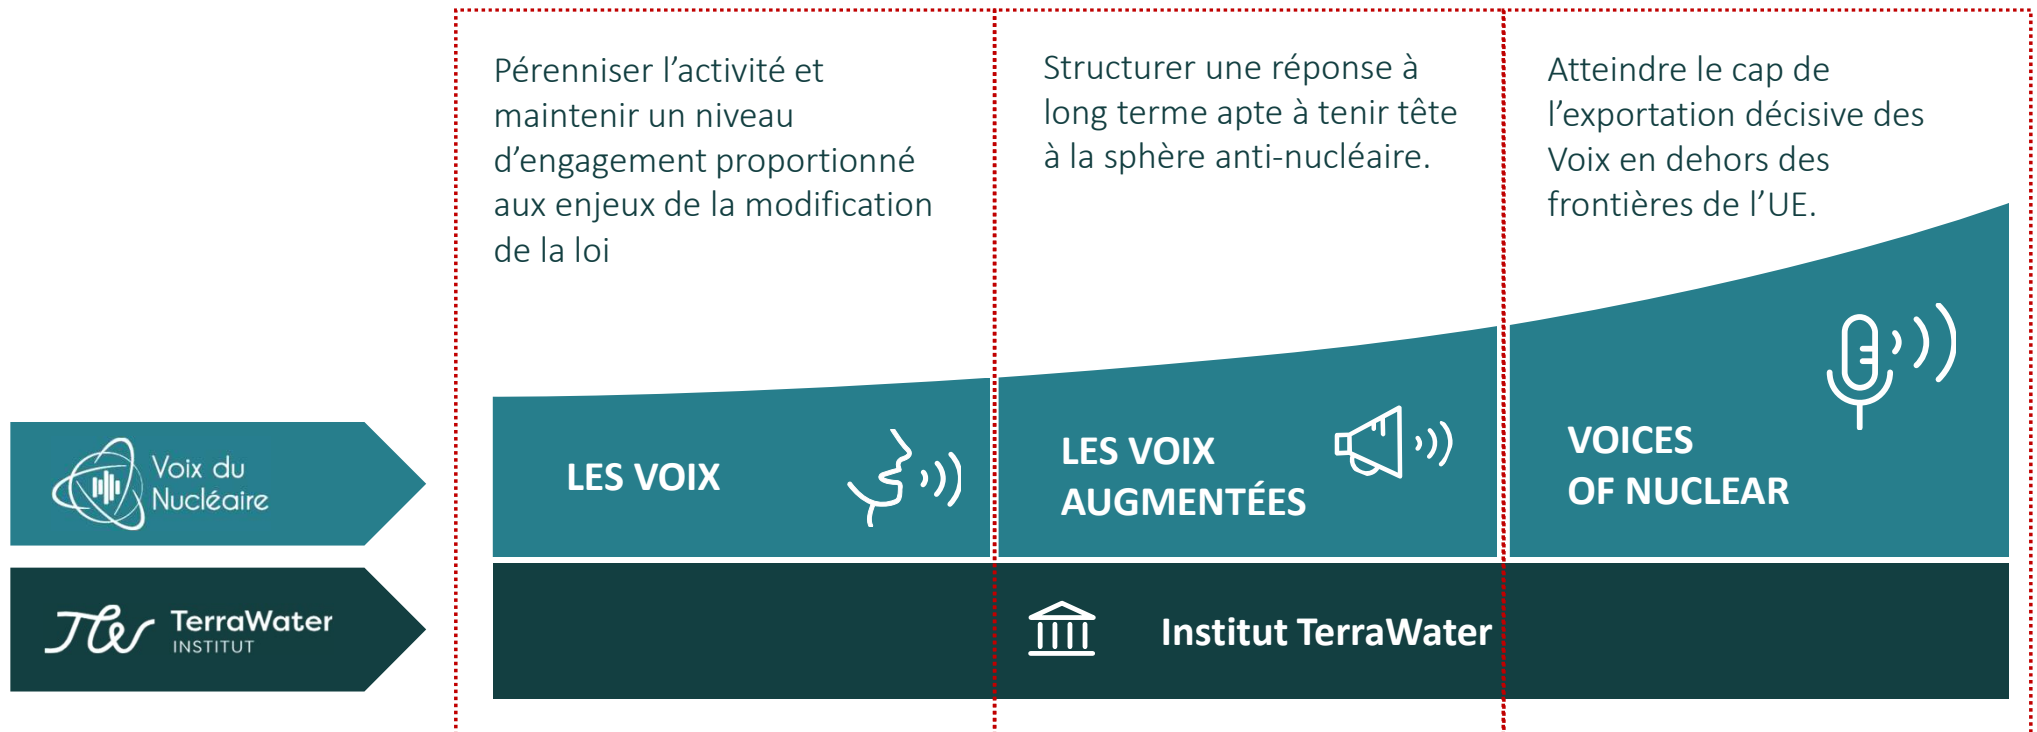 Pérenniser l’activité et
maintenir un niveau
d’engagement proportionné
aux enjeux de la modification
de la loi
Structurer une réponse à
long terme apte à tenir tête
à la sphère anti-nucléaire.
Atteindre le cap de
l’exportation décisive des
Voix en dehors des
frontières de l’UE.
Voix du
Nucléaire
LES VOIX
LES VOIX
AUGMENTÉES
VOICES
OF NUCLEAR
TW
TerraWater
INSTITUT
Institut TerraWater